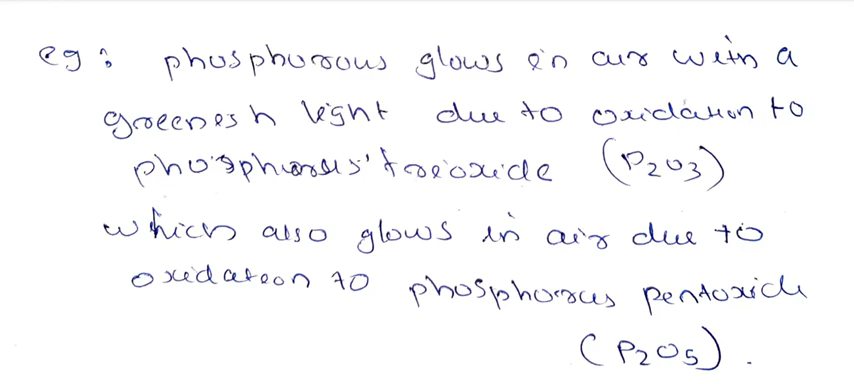 eg : phosphorous glows in air with a
greenish light due to oxidation to
phosphorus trioxide (P2O3)
which also glows in air due to
oxidation to phosphorus pentoxide
(P2O5).